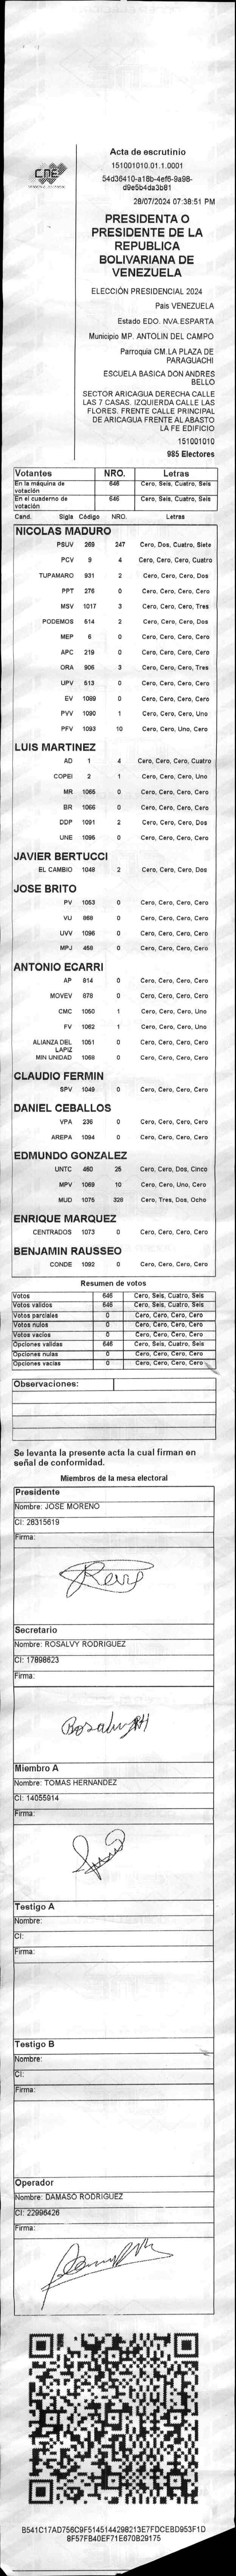 CNE
Acta de escrutinio
151001010.01.1.0001
54d36410-a18b-4ef6-9a98-
d9e5b4da3b81
28/07/2024 07:38:51 PM
PRESIDENTA O
PRESIDENTE DE LA
REPUBLICA
BOLIVARIANA DE
VENEZUELA
ELECCIÓN PRESIDENCIAL 2024
País VENEZUELA
Estado EDO. NVA.ESPARTA
Municipio MP. ANTOLIN DEL CAMPO
Parroquia CM.LA PLAZA DE
PARAGUACHI
ESCUELA BASICA DON ANDRES
BELLO
SECTOR ARICAGUA DERECHA CALLE
LAS 7 CASAS. IZQUIERDA CALLE LAS
FLORES. FRENTE CALLE PRINCIPAL
DE ARICAGUA FRENTE AL ABASTO
LA FE EDIFICIO
151001010
985 Electores
Votantes NRO. Letras
En la máquina de votación 646 Cero, Seis, Cuatro, Seis
En el cuaderno de votación 646 Cero, Seis, Cuatro, Seis
Cand. Sigla Código NRO. Letras
NICOLAS MADURO
PSUV 269 247 Cero, Dos, Cuatro, Siete
PCV 9 4 Cero, Cero, Cero, Cuatro
TUPAMARO 931 2 Cero, Cero, Cero, Dos
PPT 276 0 Cero, Cero, Cero, Cero
MSV 1017 3 Cero, Cero, Cero, Tres
PODEMOS 514 2 Cero, Cero, Cero, Dos
MEP 6 0 Cero, Cero, Cero, Cero
APC 219 0 Cero, Cero, Cero, Cero
ORA 906 3 Cero, Cero, Cero, Tres
UPV 513 0 Cero, Cero, Cero, Cero
EV 1099 0 Cero, Cero, Cero, Cero
PVV 1090 1 Cero, Cero, Cero, Uno
PFV 1093 10 Cero, Cero, Uno, Cero
LUIS MARTINEZ
AD 1 4 Cero, Cero, Cero, Cuatro
COPEI 2 1 Cero, Cero, Cero, Uno
MR 1065 0 Cero, Cero, Cero, Cero
BR 1066 0 Cero, Cero, Cero, Cero
DDP 1091 2 Cero, Cero, Cero, Dos
UNE 1095 0 Cero, Cero, Cero, Cero
JAVIER BERTUCCI
EL CAMBIO 1048 2 Cero, Cero, Cero, Dos
JOSE BRITO
PV 1053 0 Cero, Cero, Cero, Cero
VU 868 0 Cero, Cero, Cero, Cero
UVV 1096 0 Cero, Cero, Cero, Cero
MPJ 459 0 Cero, Cero, Cero, Cero
ANTONIO ECARRI
AP 814 0 Cero, Cero, Cero, Cero
MOVEV 878 0 Cero, Cero, Cero, Cero
CMC 1050 1 Cero, Cero, Cero, Uno
FV 1062 1 Cero, Cero, Cero, Uno
ALIANZA DEL LAPIZ 1051 0 Cero, Cero, Cero, Cero
MIN UNIDAD 1068 0 Cero, Cero, Cero, Cero
CLAUDIO FERMIN
SPV 1049 0 Cero, Cero, Cero, Cero
DANIEL CEBALLOS
VPA 236 0 Cero, Cero, Cero, Cero
AREPA 1094 0 Cero, Cero, Cero, Cero
EDMUNDO GONZALEZ
UNTC 460 25 Cero, Cero, Dos, Cinco
MPV 1069 10 Cero, Cero, Uno, Cero
MUD 1075 328 Cero, Tres, Dos, Ocho
ENRIQUE MARQUEZ
CENTRADOS 1073 0 Cero, Cero, Cero, Cero
BENJAMIN RAUSSEO
CONDE 1092 0 Cero, Cero, Cero, Cero
Resumen de votos
Votos 646 Cero, Seis, Cuatro, Seis
Votos validos 646 Cero, Seis, Cuatro, Seis
Votos parciales 0 Cero, Cero, Cero, Cero
Votos nulos 0 Cero, Cero, Cero, Cero
Votos vacios 0 Cero, Cero, Cero, Cero
Opciones validas 646 Cero, Seis, Cuatro, Seis
Opciones nulas 0 Cero, Cero, Cero, Cero
Opciones vacias 0 Cero, Cero, Cero, Cero
Observaciones:
Se levanta la presente acta la cual firman en
señal de conformidad.
Miembros de la mesa electoral
Presidente
Nombre: JOSE MORENO
CI: 28315619
Firma:
Secretario
Nombre: ROSALVY RODRIGUEZ
CI: 17898623
Firma:
Miembro A
Nombre: TOMAS HERNANDEZ
CI: 14055914
Firma:
Testigo A
Nombre:
CI:
Firma:
Testigo B
Nombre:
CI:
Firma:
Operador
Nombre: DAMASO RODRIGUEZ
CI: 22996426
Firma:
B541C17AD756C9F5145144298213E7FDCEBD953F1D
8F57FB40EF71E670B29175